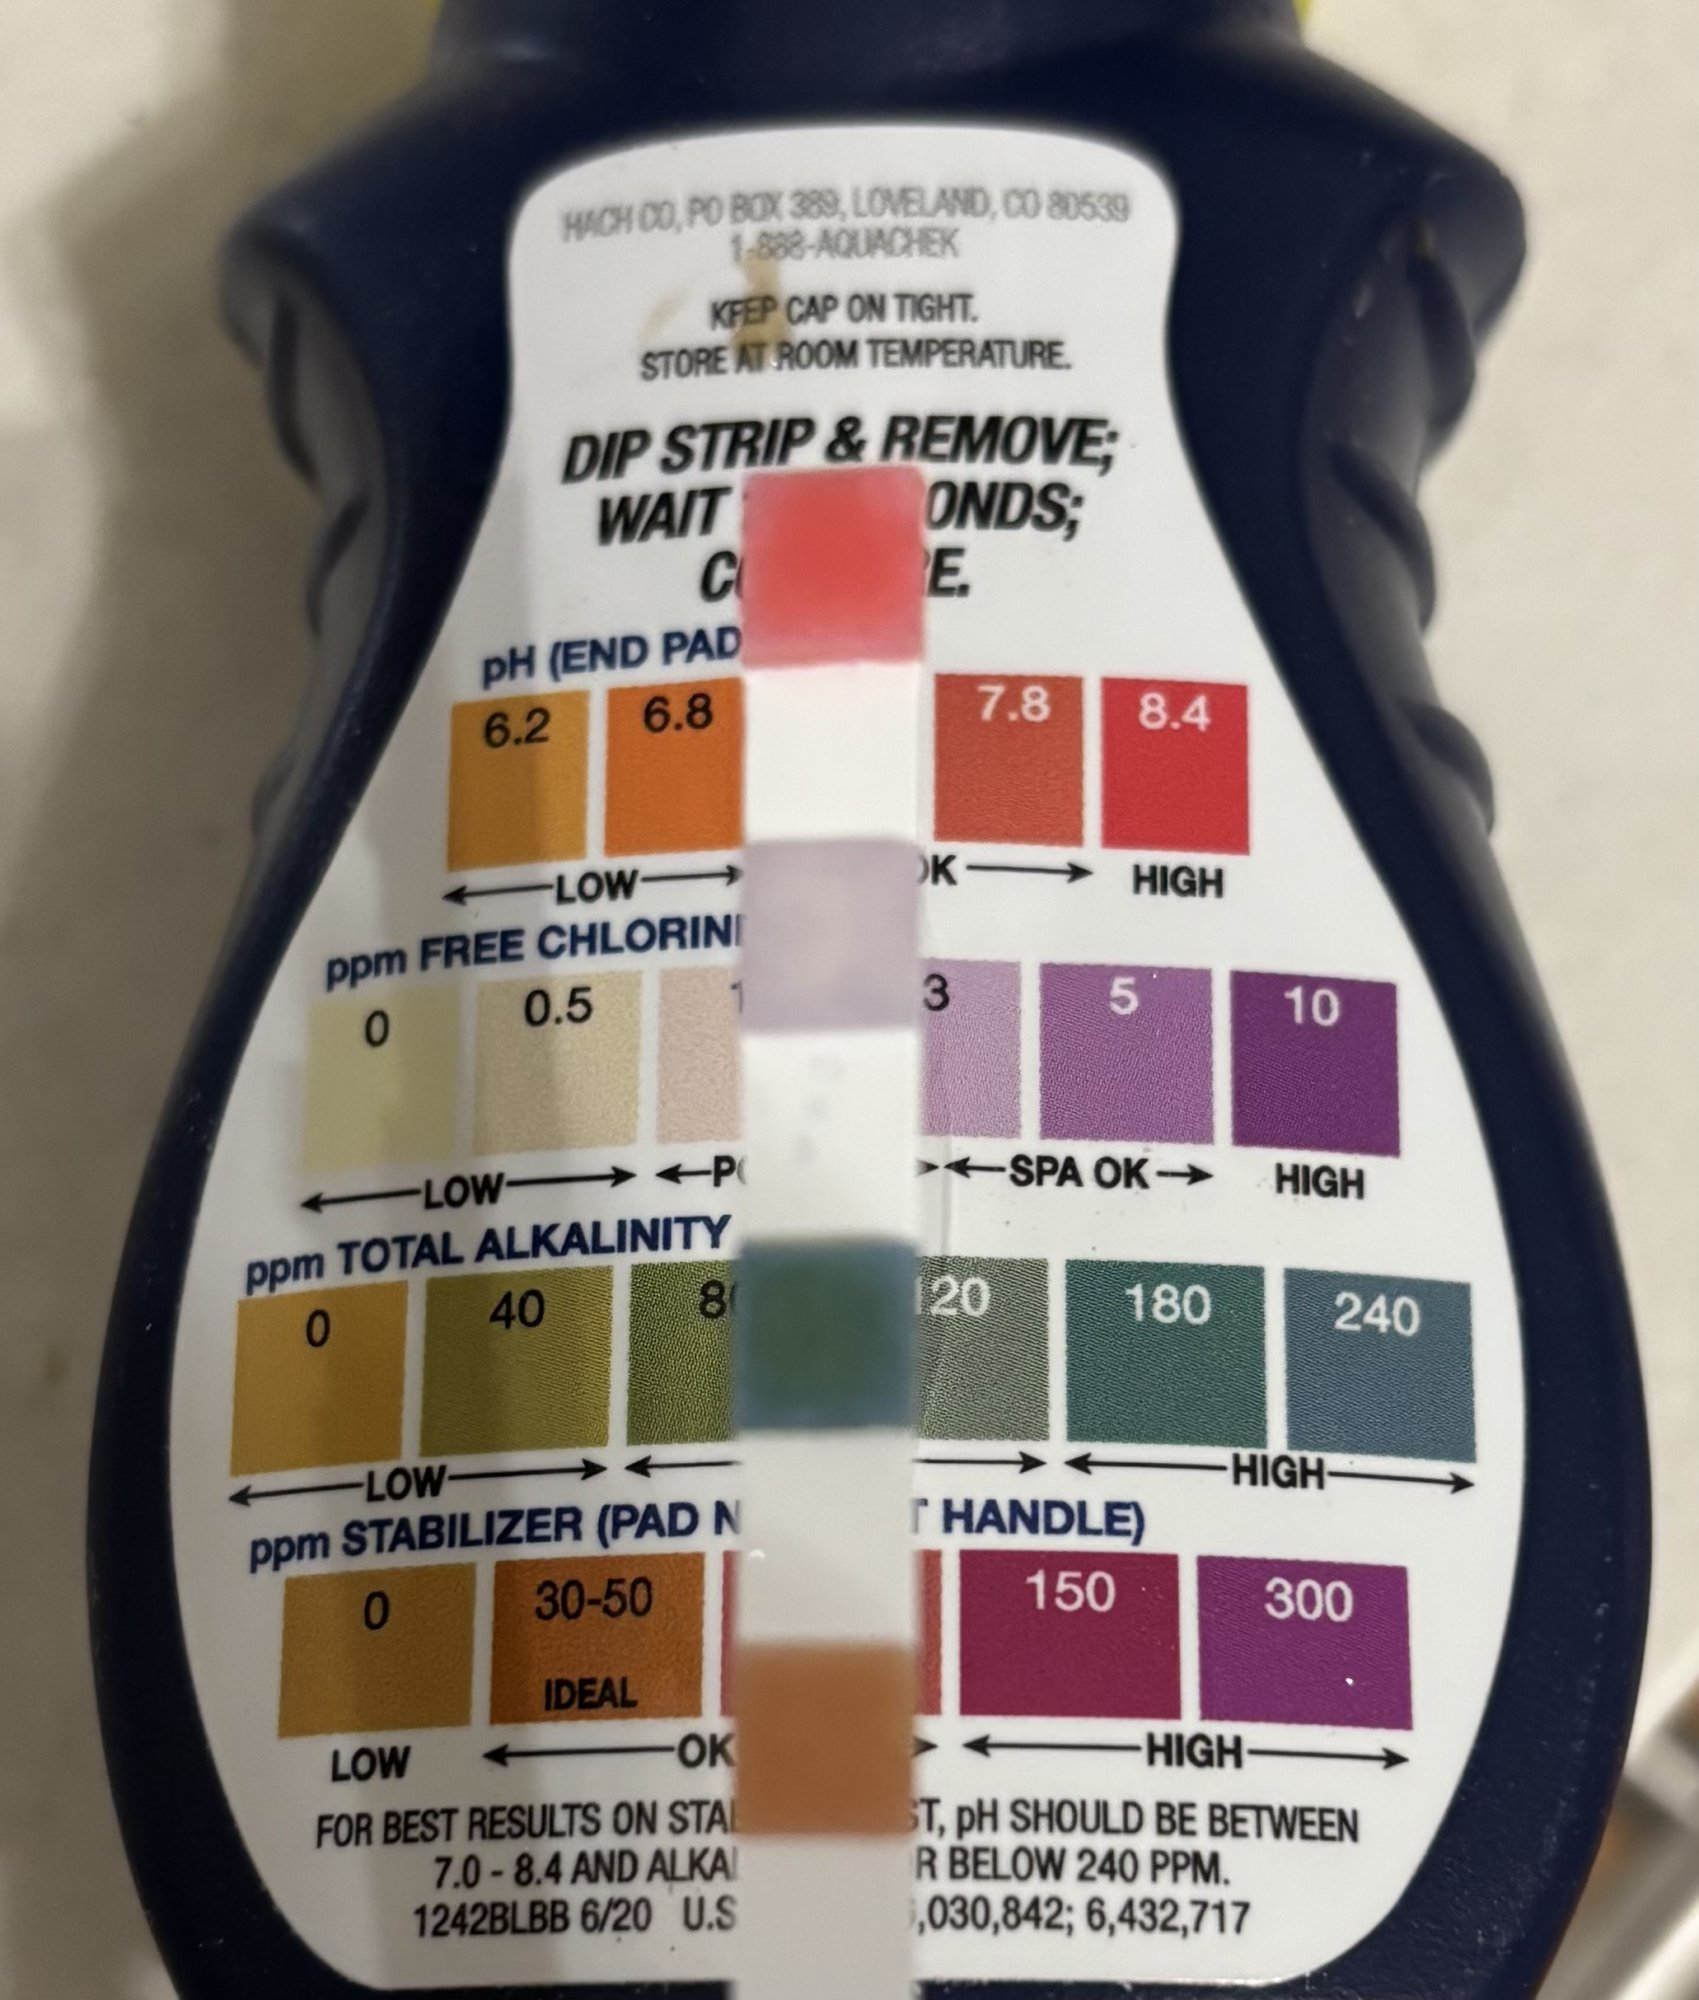 HACH CO, PO BOX 389, LOVELAND, CO 80539
1-888-AQUACHEK
KEEP CAP ON TIGHT.
STORE AT ROOM TEMPERATURE.
DIP STRIP & REMOVE;
WAIT ONDS;
C E.
pH (END PAD
6.2 6.8 7.8 8.4
LOW OK HIGH
ppm FREE CHLORIN
0 0.5 1 3 5 10
LOW P SPA OK HIGH
ppm TOTAL ALKALINITY
0 40 8 120 180 240
LOW HIGH
ppm STABILIZER (PAD N T HANDLE)
0 30-50 150 300
IDEAL
LOW OK HIGH
FOR BEST RESULTS ON STA ST, pH SHOULD BE BETWEEN
7.0 - 8.4 AND ALKA R BELOW 240 PPM.
1242BLBB 6/20 U.S ,030,842; 6,432,717